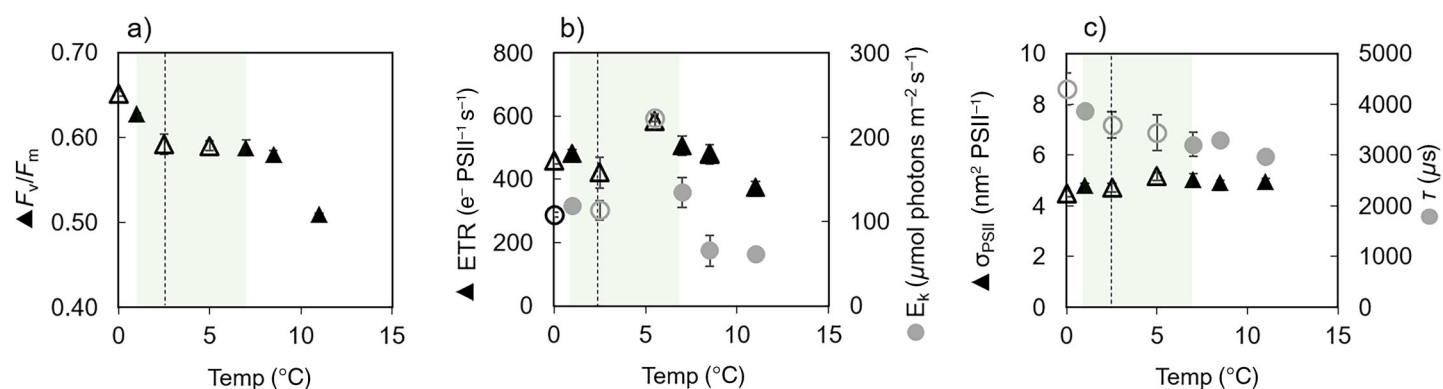 a)
0.70
0.60
0.50
0.40
▲ Fv/Fm
0 5 10 15
Temp (°C)
b)
800
600
400
200
0
▲ ETR (e⁻ PSII⁻¹ s⁻¹)
300
200
100
0
● Ek (µmol photons m⁻² s⁻¹)
0 5 10 15
Temp (°C)
c)
10
8
6
4
2
0
▲ σPSII (nm² PSII⁻¹)
5000
4000
3000
2000
1000
0
● τ (µs)
0 5 10 15
Temp (°C)